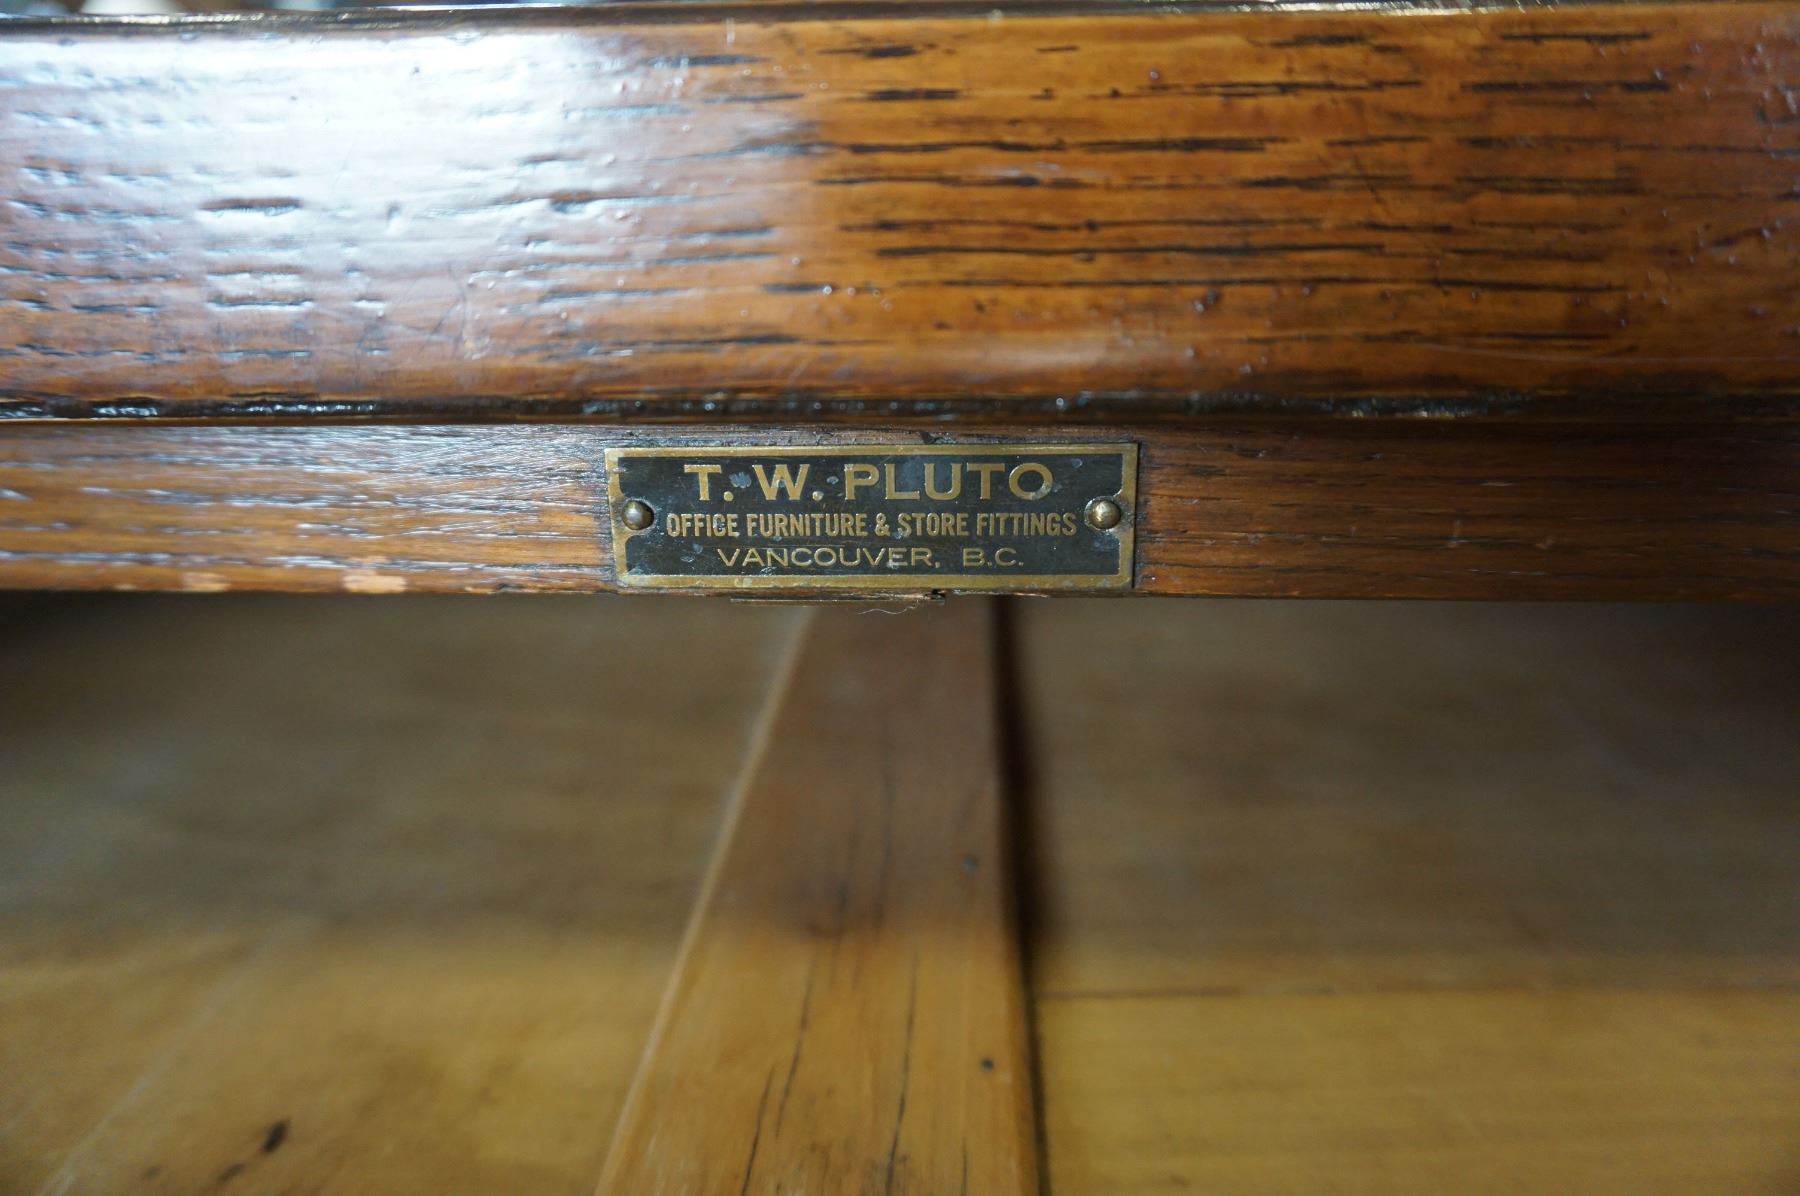 T. W. PLUTO
OFFICE FURNITURE & STORE FITTINGS
VANCOUVER, B.C.